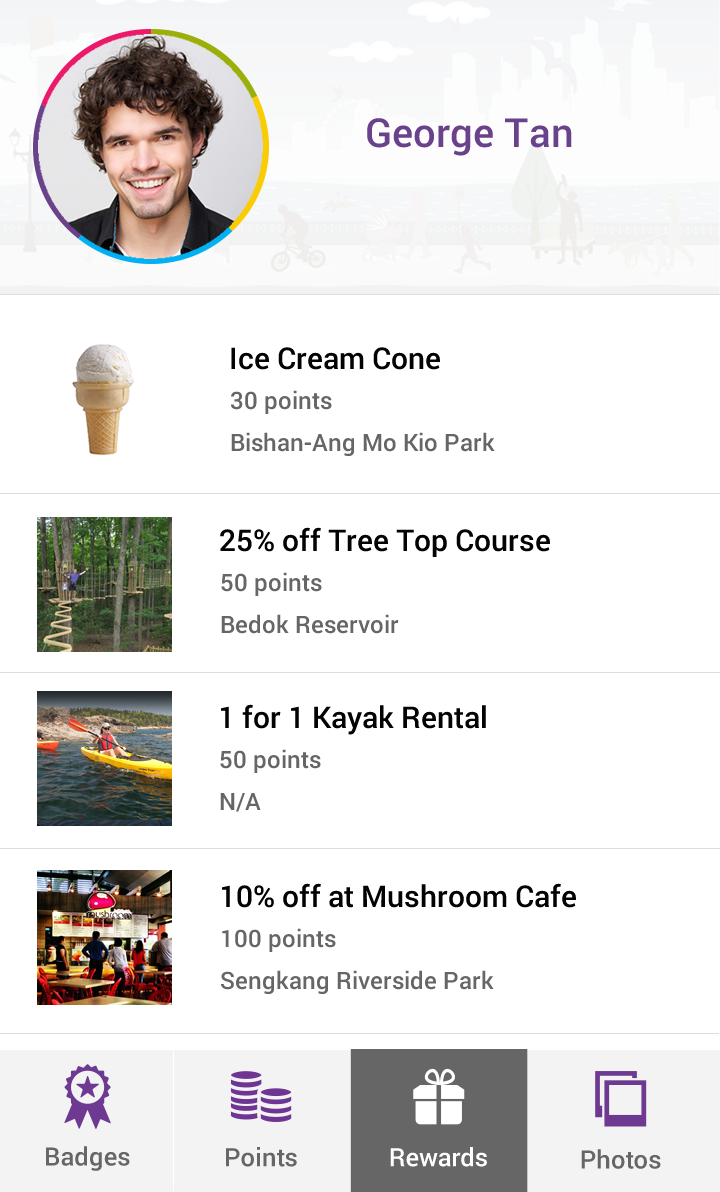 George Tan
Ice Cream Cone
30 points
Bishan-Ang Mo Kio Park
25% off Tree Top Course
50 points
Bedok Reservoir
1 for 1 Kayak Rental
50 points
N/A
mushroom
10% off at Mushroom Cafe
100 points
Sengkang Riverside Park
Badges
Points
Rewards
Photos